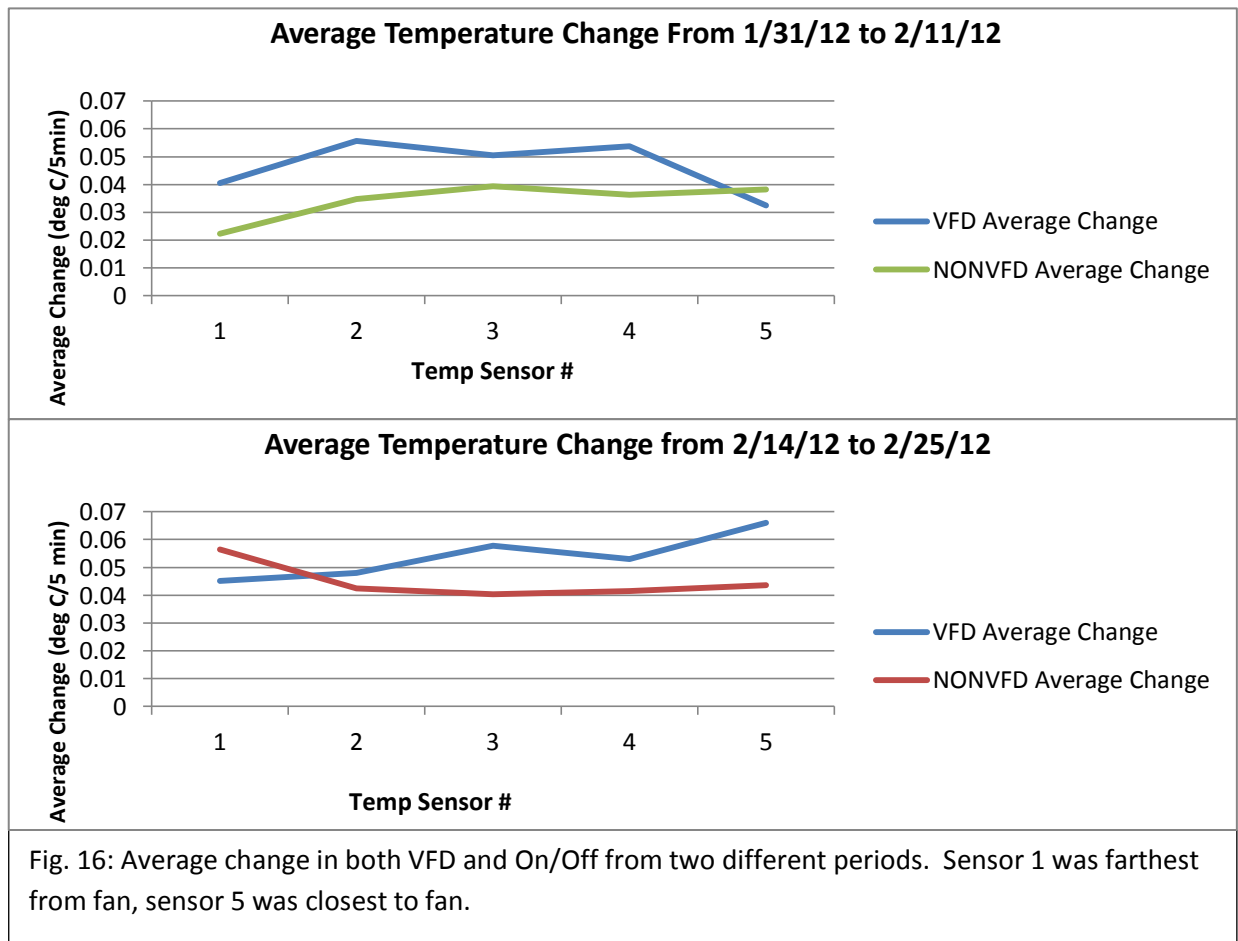 Average Temperature Change From 1/31/12 to 2/11/12
Average Change (deg C/5min)
0.07
0.06
0.05
0.04
0.03
0.02
0.01
0
1 2 3 4 5
Temp Sensor #
VFD Average Change
NONVFD Average Change
Average Temperature Change from 2/14/12 to 2/25/12
Average Change (deg C/5 min)
0.07
0.06
0.05
0.04
0.03
0.02
0.01
0
1 2 3 4 5
Temp Sensor #
VFD Average Change
NONVFD Average Change
Fig. 16: Average change in both VFD and On/Off from two different periods.  Sensor 1 was farthest
from fan, sensor 5 was closest to fan.